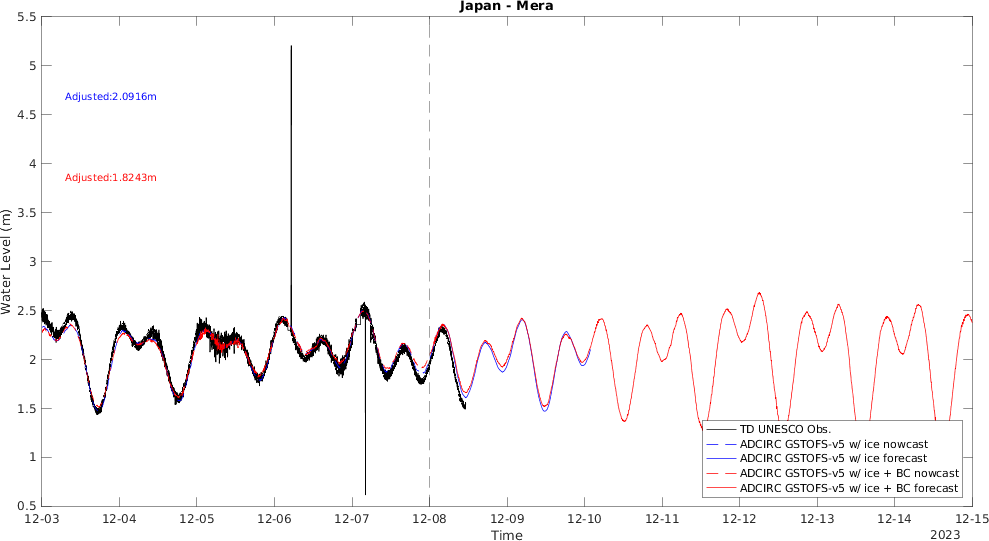 Japan - Mera
5.5
5
4.5
4
3.5
3
2.5
2
1.5
1
0.5
Water Level (m)
Adjusted:2.0916m
Adjusted:1.8243m
TD UNESCO Obs.
ADCIRC GSTOFS-v5 w/ ice nowcast
ADCIRC GSTOFS-v5 w/ ice forecast
ADCIRC GSTOFS-v5 w/ ice + BC nowcast
ADCIRC GSTOFS-v5 w/ ice + BC forecast
12-03 12-04 12-05 12-06 12-07 12-08 12-09 12-10 12-11 12-12 12-13 12-14 12-15
Time
2023